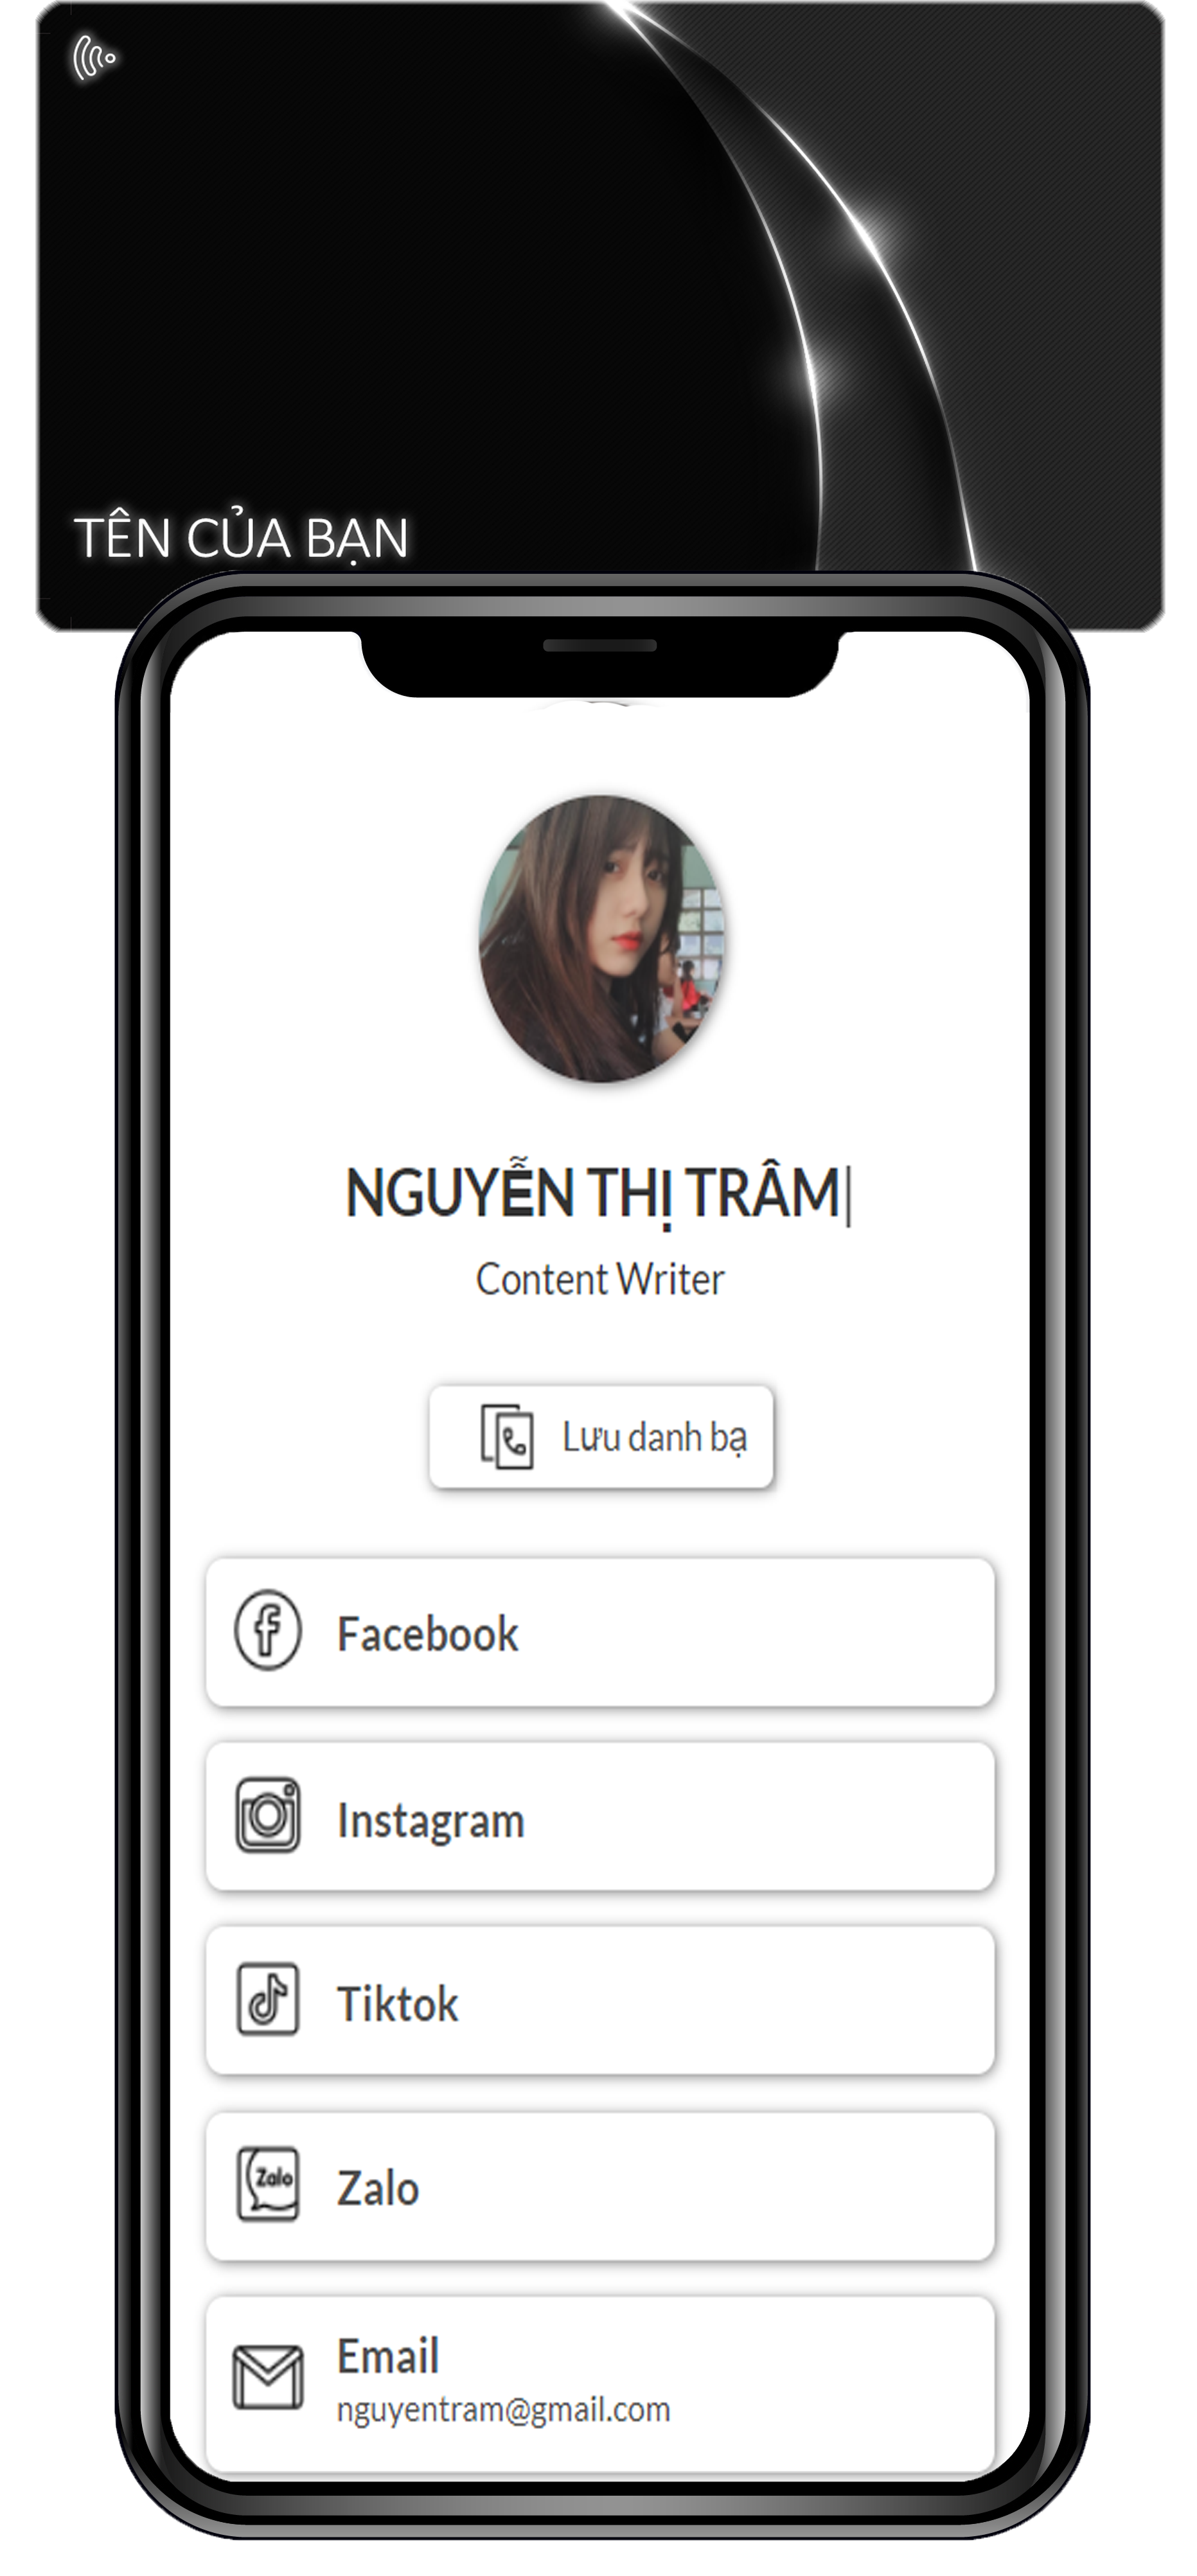 TÊN CỦA BẠN
NGUYỄN THỊ TRÂM
Content Writer
Lưu danh bạ
Facebook
Instagram
Tiktok
Zalo
Zalo
Email
nguyentram@gmail.com